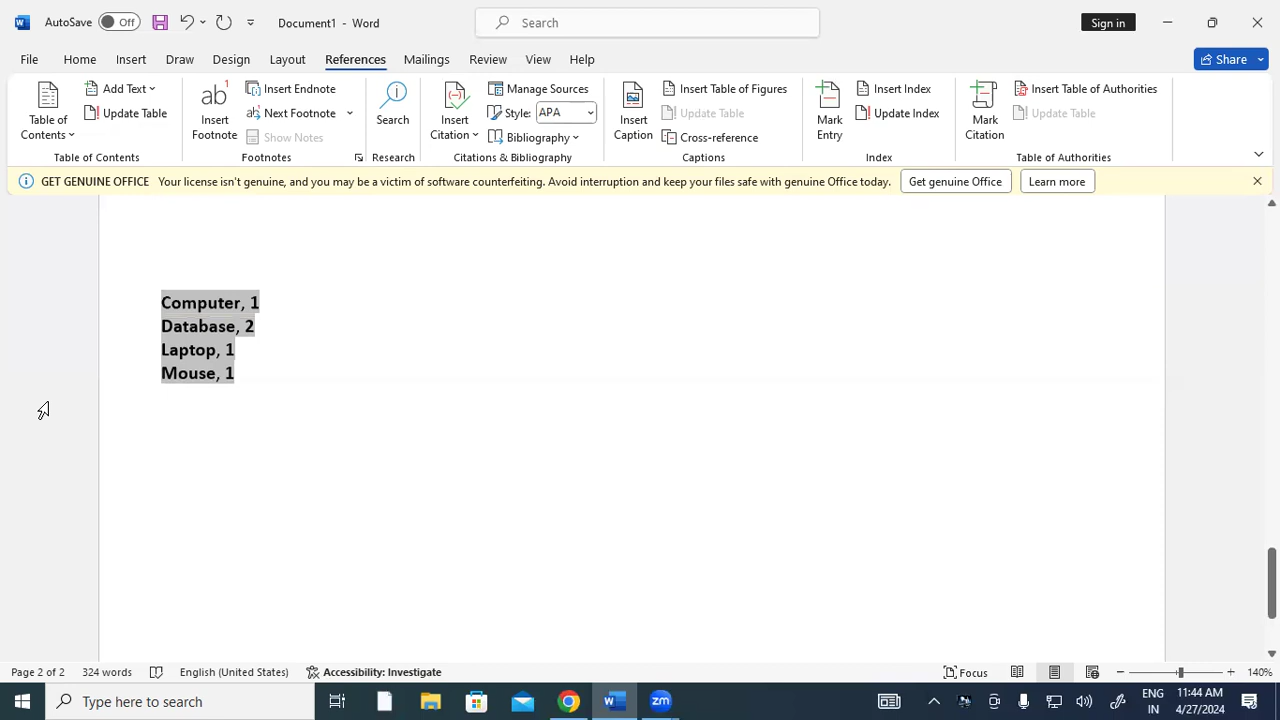 AutoSave Off Document1 - Word Search Sign in
File Home Insert Draw Design Layout References Mailings Review View Help Share
Table of Contents
Add Text
Update Table
Table of Contents
ab1
Insert Footnote
Insert Endnote
Next Footnote
Show Notes
Footnotes
Search
Research
Insert Citation
Manage Sources
Style: APA
Bibliography
Citations & Bibliography
Insert Caption
Insert Table of Figures
Update Table
Cross-reference
Captions
Mark Entry
Insert Index
Update Index
Index
Mark Citation
Insert Table of Authorities
Update Table
Table of Authorities
GET GENUINE OFFICE Your license isn't genuine, and you may be a victim of software counterfeiting. Avoid interruption and keep your files safe with genuine Office today. Get genuine Office Learn more
Computer, 1
Database, 2
Laptop, 1
Mouse, 1
Page 2 of 2 324 words English (United States) Accessibility: Investigate Focus 140%
Type here to search
zm
ENG
IN
11:44 AM
4/27/2024